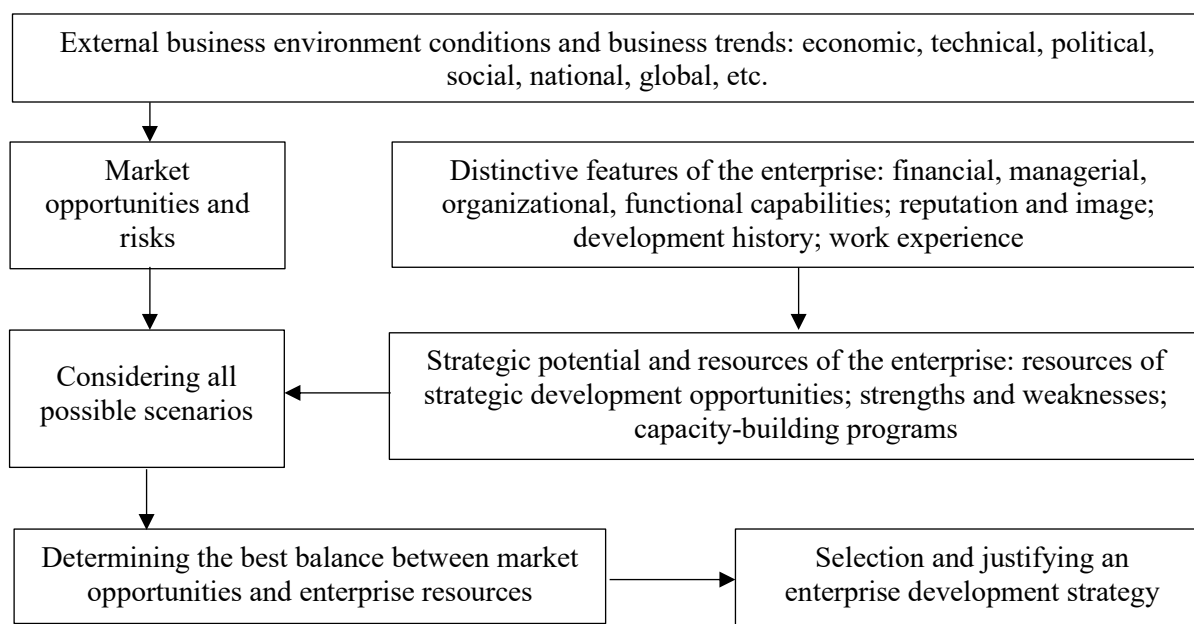 External business environment conditions and business trends: economic, technical, political,
social, national, global, etc.
Market
opportunities and
risks
Distinctive features of the enterprise: financial, managerial,
organizational, functional capabilities; reputation and image;
development history; work experience
Considering all
possible scenarios
Strategic potential and resources of the enterprise: resources of
strategic development opportunities; strengths and weaknesses;
capacity-building programs
Determining the best balance between market
opportunities and enterprise resources
Selection and justifying an
enterprise development strategy